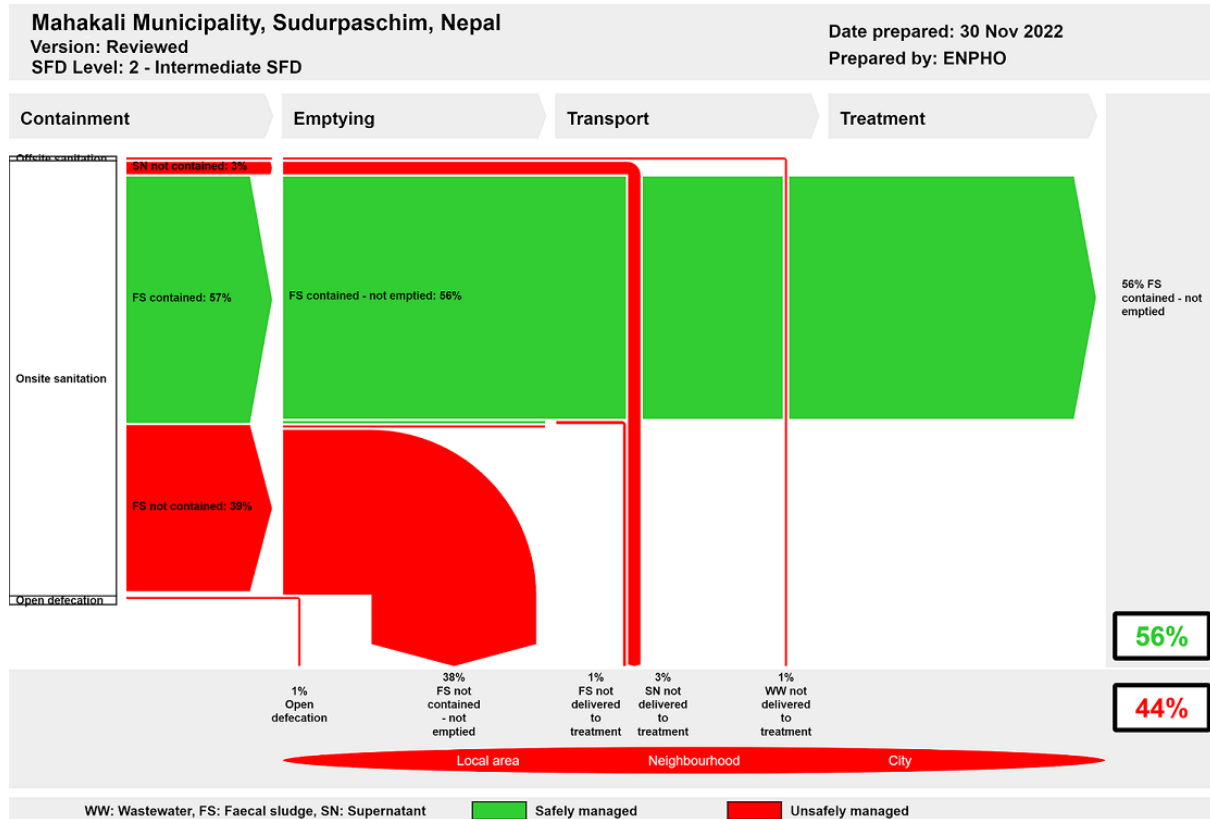 Mahakali Municipality, Sudurpaschim, Nepal
Version: Reviewed
SFD Level: 2 - Intermediate SFD
Date prepared: 30 Nov 2022
Prepared by: ENPHO
Containment
Emptying
Transport
Treatment
Offsite sanitation
SN not contained: 3%
FS contained: 57%
FS contained - not emptied: 56%
56% FS
contained - not
emptied
Onsite sanitation
FS not contained: 39%
Open defecation
56%
1%
Open
defecation
38%
FS not
contained
- not
emptied
1%
FS not
delivered
to
treatment
3%
SN not
delivered
to
treatment
1%
WW not
delivered
to
treatment
44%
Local area
Neighbourhood
City
WW: Wastewater, FS: Faecal sludge, SN: Supernatant
Safely managed
Unsafely managed